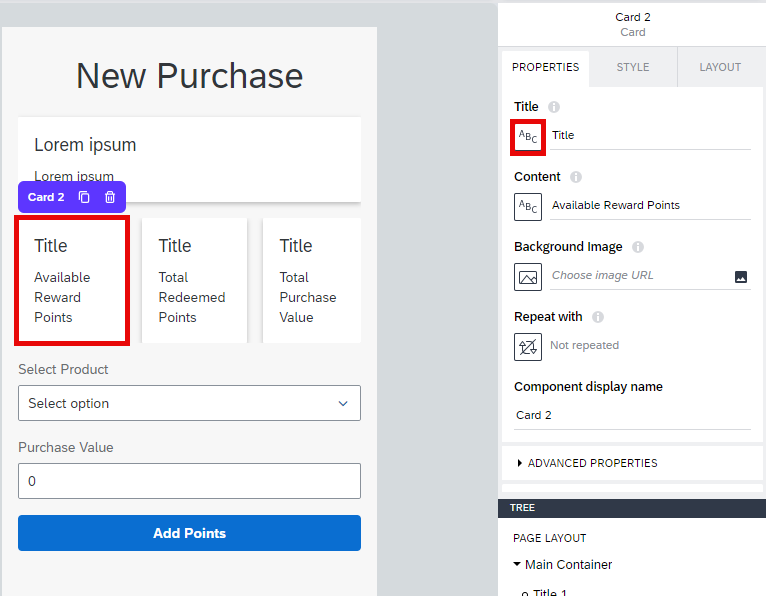 New Purchase
Lorem ipsum
Lorem ipsum
Card 2
Title
Available
Reward
Points
Title
Total
Redeemed
Points
Title
Total
Purchase
Value
Select Product
Select option
Purchase Value
0
Add Points
Card 2
Card
PROPERTIES
STYLE
LAYOUT
Title
ABC
Title
Content
ABC
Available Reward Points
Background Image
Choose image URL
Repeat with
Not repeated
Component display name
Card 2
ADVANCED PROPERTIES
TREE
PAGE LAYOUT
Main Container
Title 1